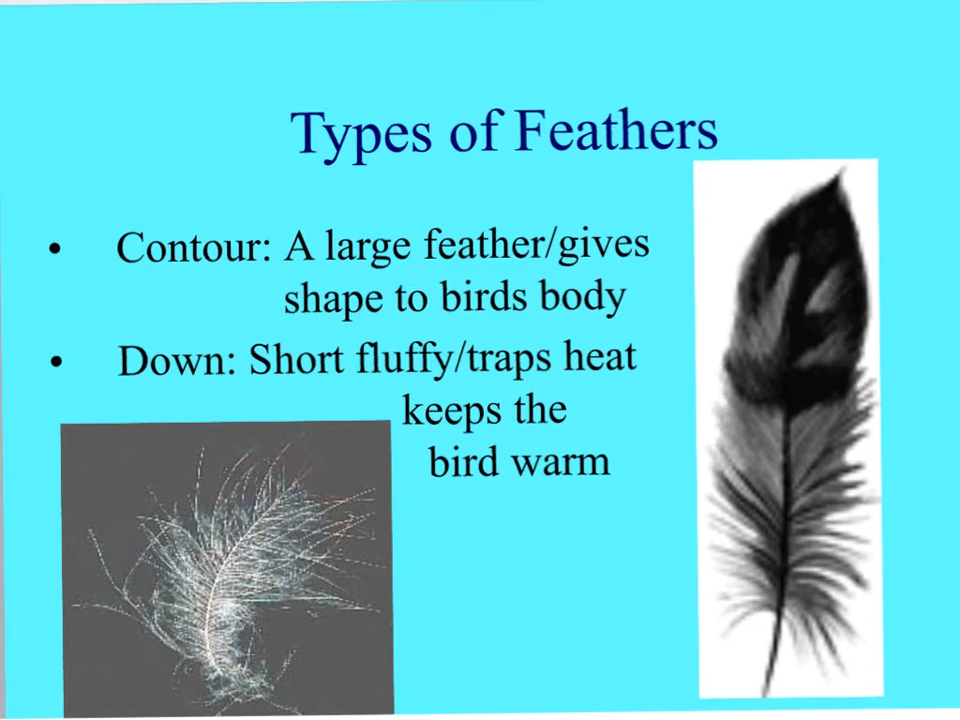 Types of Feathers
• Contour: A large feather/gives
shape to birds body
• Down: Short fluffy/traps heat
keeps the
bird warm